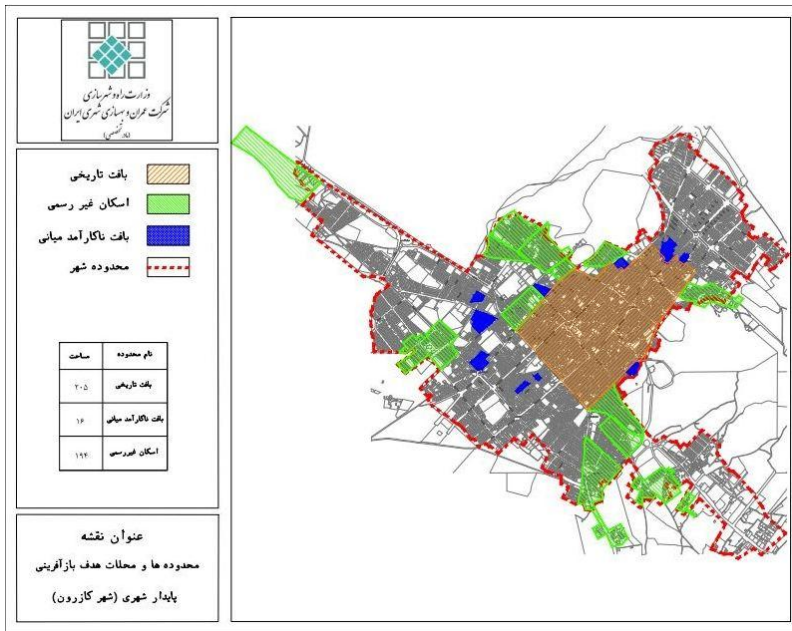 وزارت راه و شهرسازی
شرکت عمران و بهسازی شهری ایران
(مادر تخصصی)
بافت تاریخی
اسکان غیر رسمی
بافت ناکارآمد میانی
محدوده شهر
نام محدوده مساحت
بافت تاریخی ۲۰۵
بافت ناکارآمد میانی ۱۶
اسکان غیررسمی ۱۹۴
عنوان نقشه
محدوده ها و محلات هدف بازآفرینی
پایدار شهری (شهر کازرون)